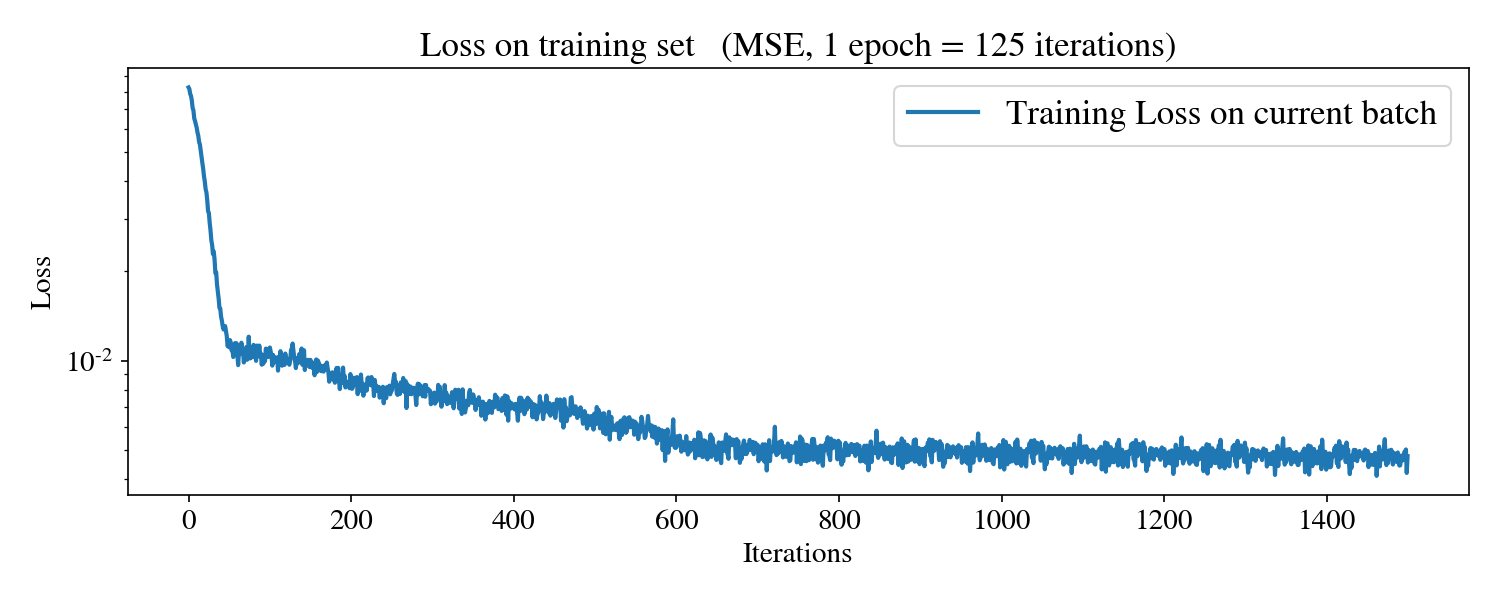 Loss on training set (MSE, 1 epoch = 125 iterations)
Training Loss on current batch
Loss
10⁻²
0 200 400 600 800 1000 1200 1400
Iterations